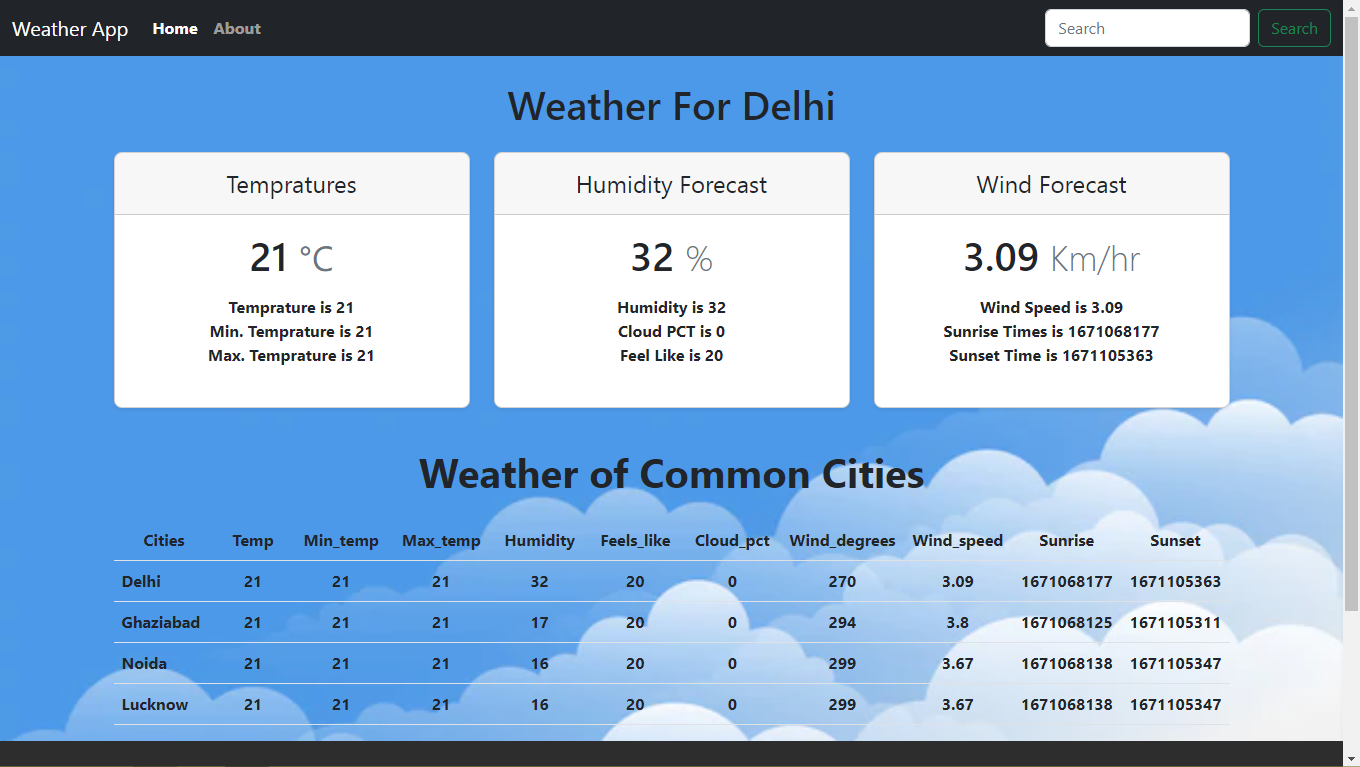 Weather App Home About Search Search
Weather For Delhi
Tempratures
21 °C
Temprature is 21
Min. Temprature is 21
Max. Temprature is 21
Humidity Forecast
32 %
Humidity is 32
Cloud PCT is 0
Feel Like is 20
Wind Forecast
3.09 Km/hr
Wind Speed is 3.09
Sunrise Times is 1671068177
Sunset Time is 1671105363
Weather of Common Cities
Cities Temp Min_temp Max_temp Humidity Feels_like Cloud_pct Wind_degrees Wind_speed Sunrise Sunset
Delhi 21 21 21 32 20 0 270 3.09 1671068177 1671105363
Ghaziabad 21 21 21 17 20 0 294 3.8 1671068125 1671105311
Noida 21 21 21 16 20 0 299 3.67 1671068138 1671105347
Lucknow 21 21 21 16 20 0 299 3.67 1671068138 1671105347